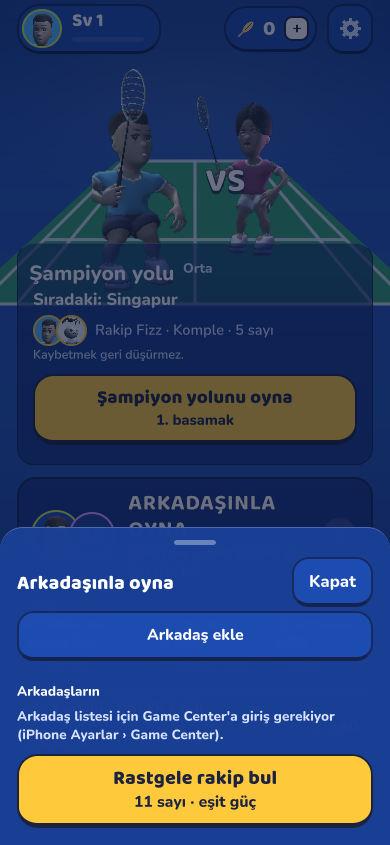 Sv 1
0
+
VS
Şampiyon yolu Orta
Sıradaki: Singapur
Rakip Fizz · Komple · 5 sayı
Kaybetmek geri düşürmez.
Şampiyon yolunu oyna
1. basamak
ARKADAŞINLA
OYNA
Arkadaşınla oyna
Kapat
Arkadaş ekle
Arkadaşların
Arkadaş listesi için Game Center'a giriş gerekiyor
(iPhone Ayarlar › Game Center).
Rastgele rakip bul
11 sayı · eşit güç